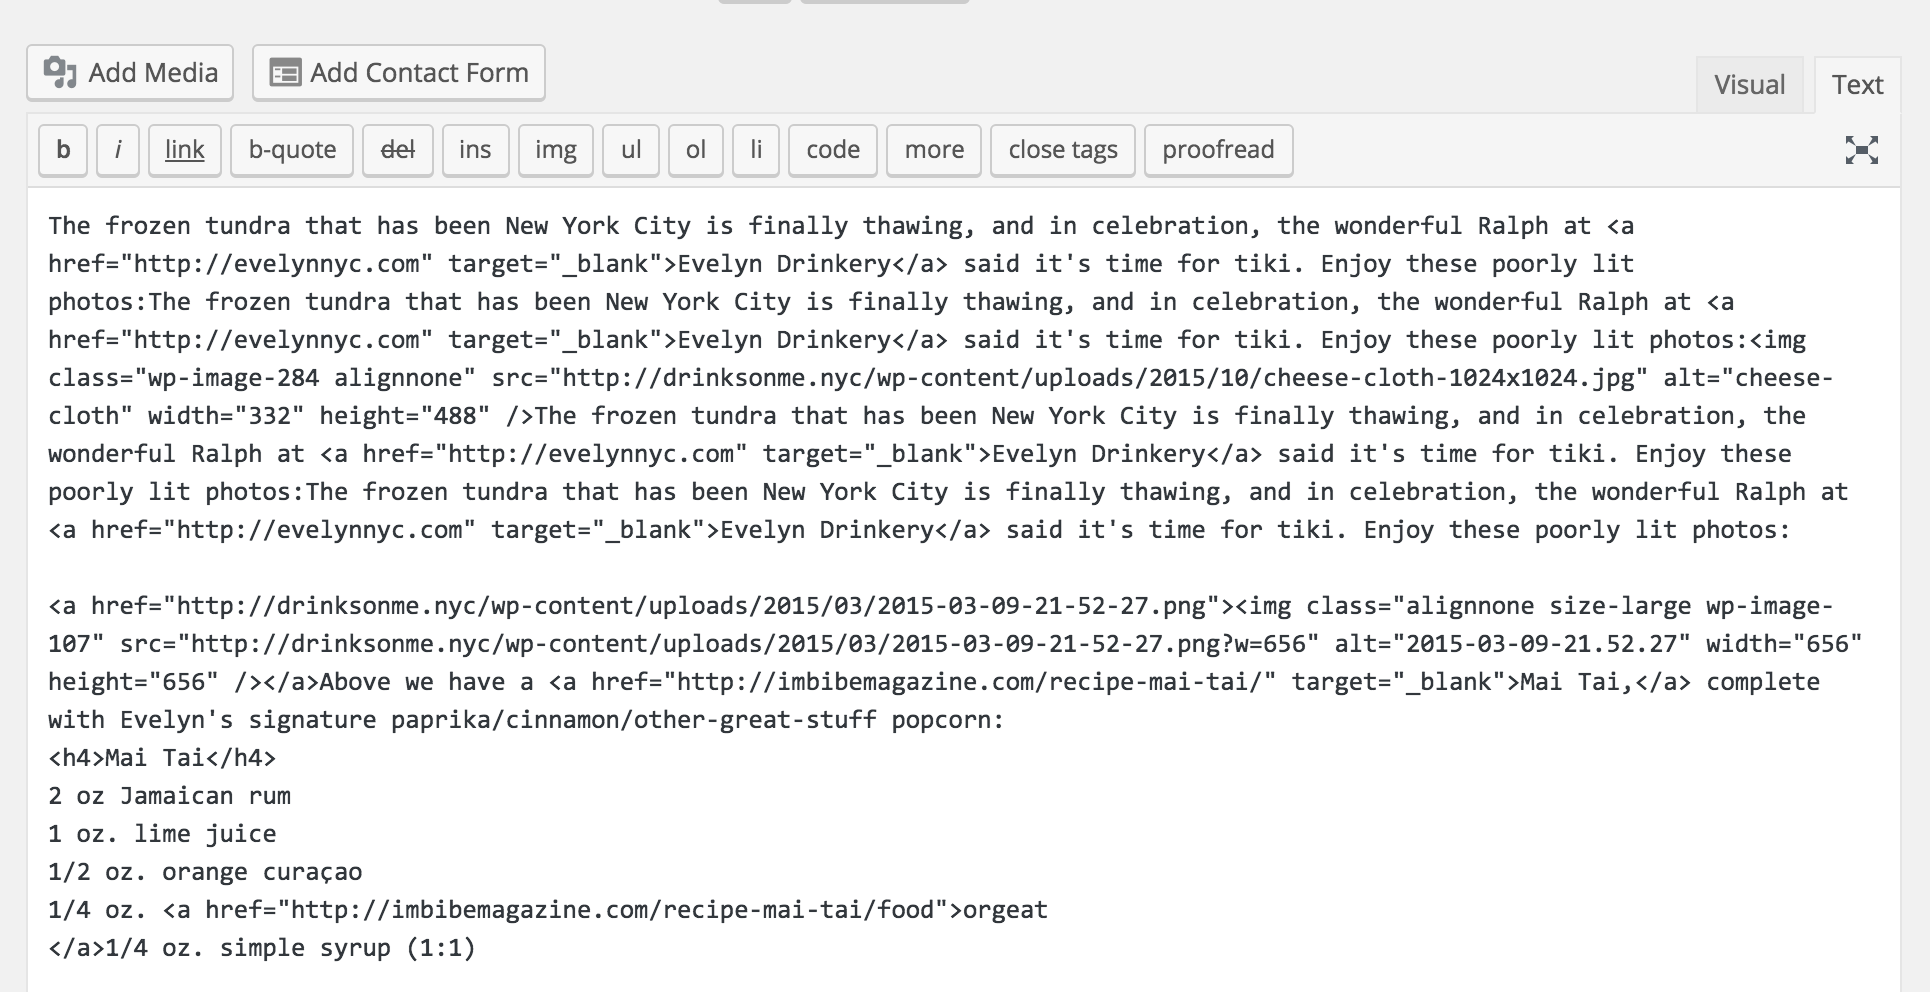 Add Media
Add Contact Form
Visual
Text
b
i
link
b-quote
del
ins
img
ul
ol
li
code
more
close tags
proofread
The frozen tundra that has been New York City is finally thawing, and in celebration, the wonderful Ralph at <a
href="http://evelynnyc.com" target="_blank">Evelyn Drinkery</a> said it's time for tiki. Enjoy these poorly lit
photos:The frozen tundra that has been New York City is finally thawing, and in celebration, the wonderful Ralph at <a
href="http://evelynnyc.com" target="_blank">Evelyn Drinkery</a> said it's time for tiki. Enjoy these poorly lit photos:<img
class="wp-image-284 alignnone" src="http://drinksonme.nyc/wp-content/uploads/2015/10/cheese-cloth-1024x1024.jpg" alt="cheese-
cloth" width="332" height="488" />The frozen tundra that has been New York City is finally thawing, and in celebration, the
wonderful Ralph at <a href="http://evelynnyc.com" target="_blank">Evelyn Drinkery</a> said it's time for tiki. Enjoy these
poorly lit photos:The frozen tundra that has been New York City is finally thawing, and in celebration, the wonderful Ralph at
<a href="http://evelynnyc.com" target="_blank">Evelyn Drinkery</a> said it's time for tiki. Enjoy these poorly lit photos:
<a href="http://drinksonme.nyc/wp-content/uploads/2015/03/2015-03-09-21-52-27.png"><img class="alignnone size-large wp-image-
107" src="http://drinksonme.nyc/wp-content/uploads/2015/03/2015-03-09-21-52-27.png?w=656" alt="2015-03-09-21.52.27" width="656"
height="656" /></a>Above we have a <a href="http://imbibemagazine.com/recipe-mai-tai/" target="_blank">Mai Tai,</a> complete
with Evelyn's signature paprika/cinnamon/other-great-stuff popcorn:
<h4>Mai Tai</h4>
2 oz Jamaican rum
1 oz. lime juice
1/2 oz. orange curaçao
1/4 oz. <a href="http://imbibemagazine.com/recipe-mai-tai/food">orgeat
</a>1/4 oz. simple syrup (1:1)